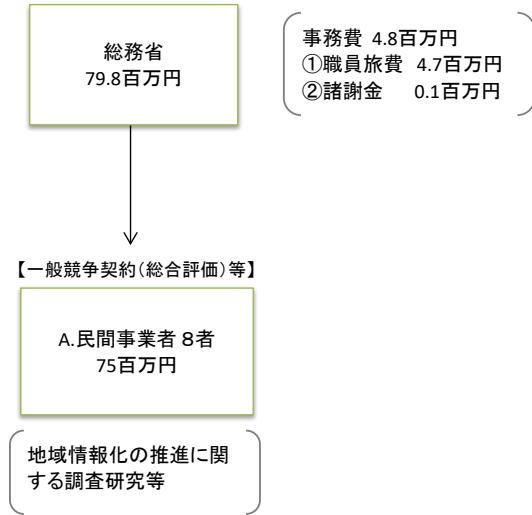 総務省
79.8百万円
事務費 4.8百万円
①職員旅費 4.7百万円
②諸謝金 0.1百万円
【一般競争契約(総合評価)等】
A.民間事業者 8者
75百万円
地域情報化の推進に関
する調査研究等